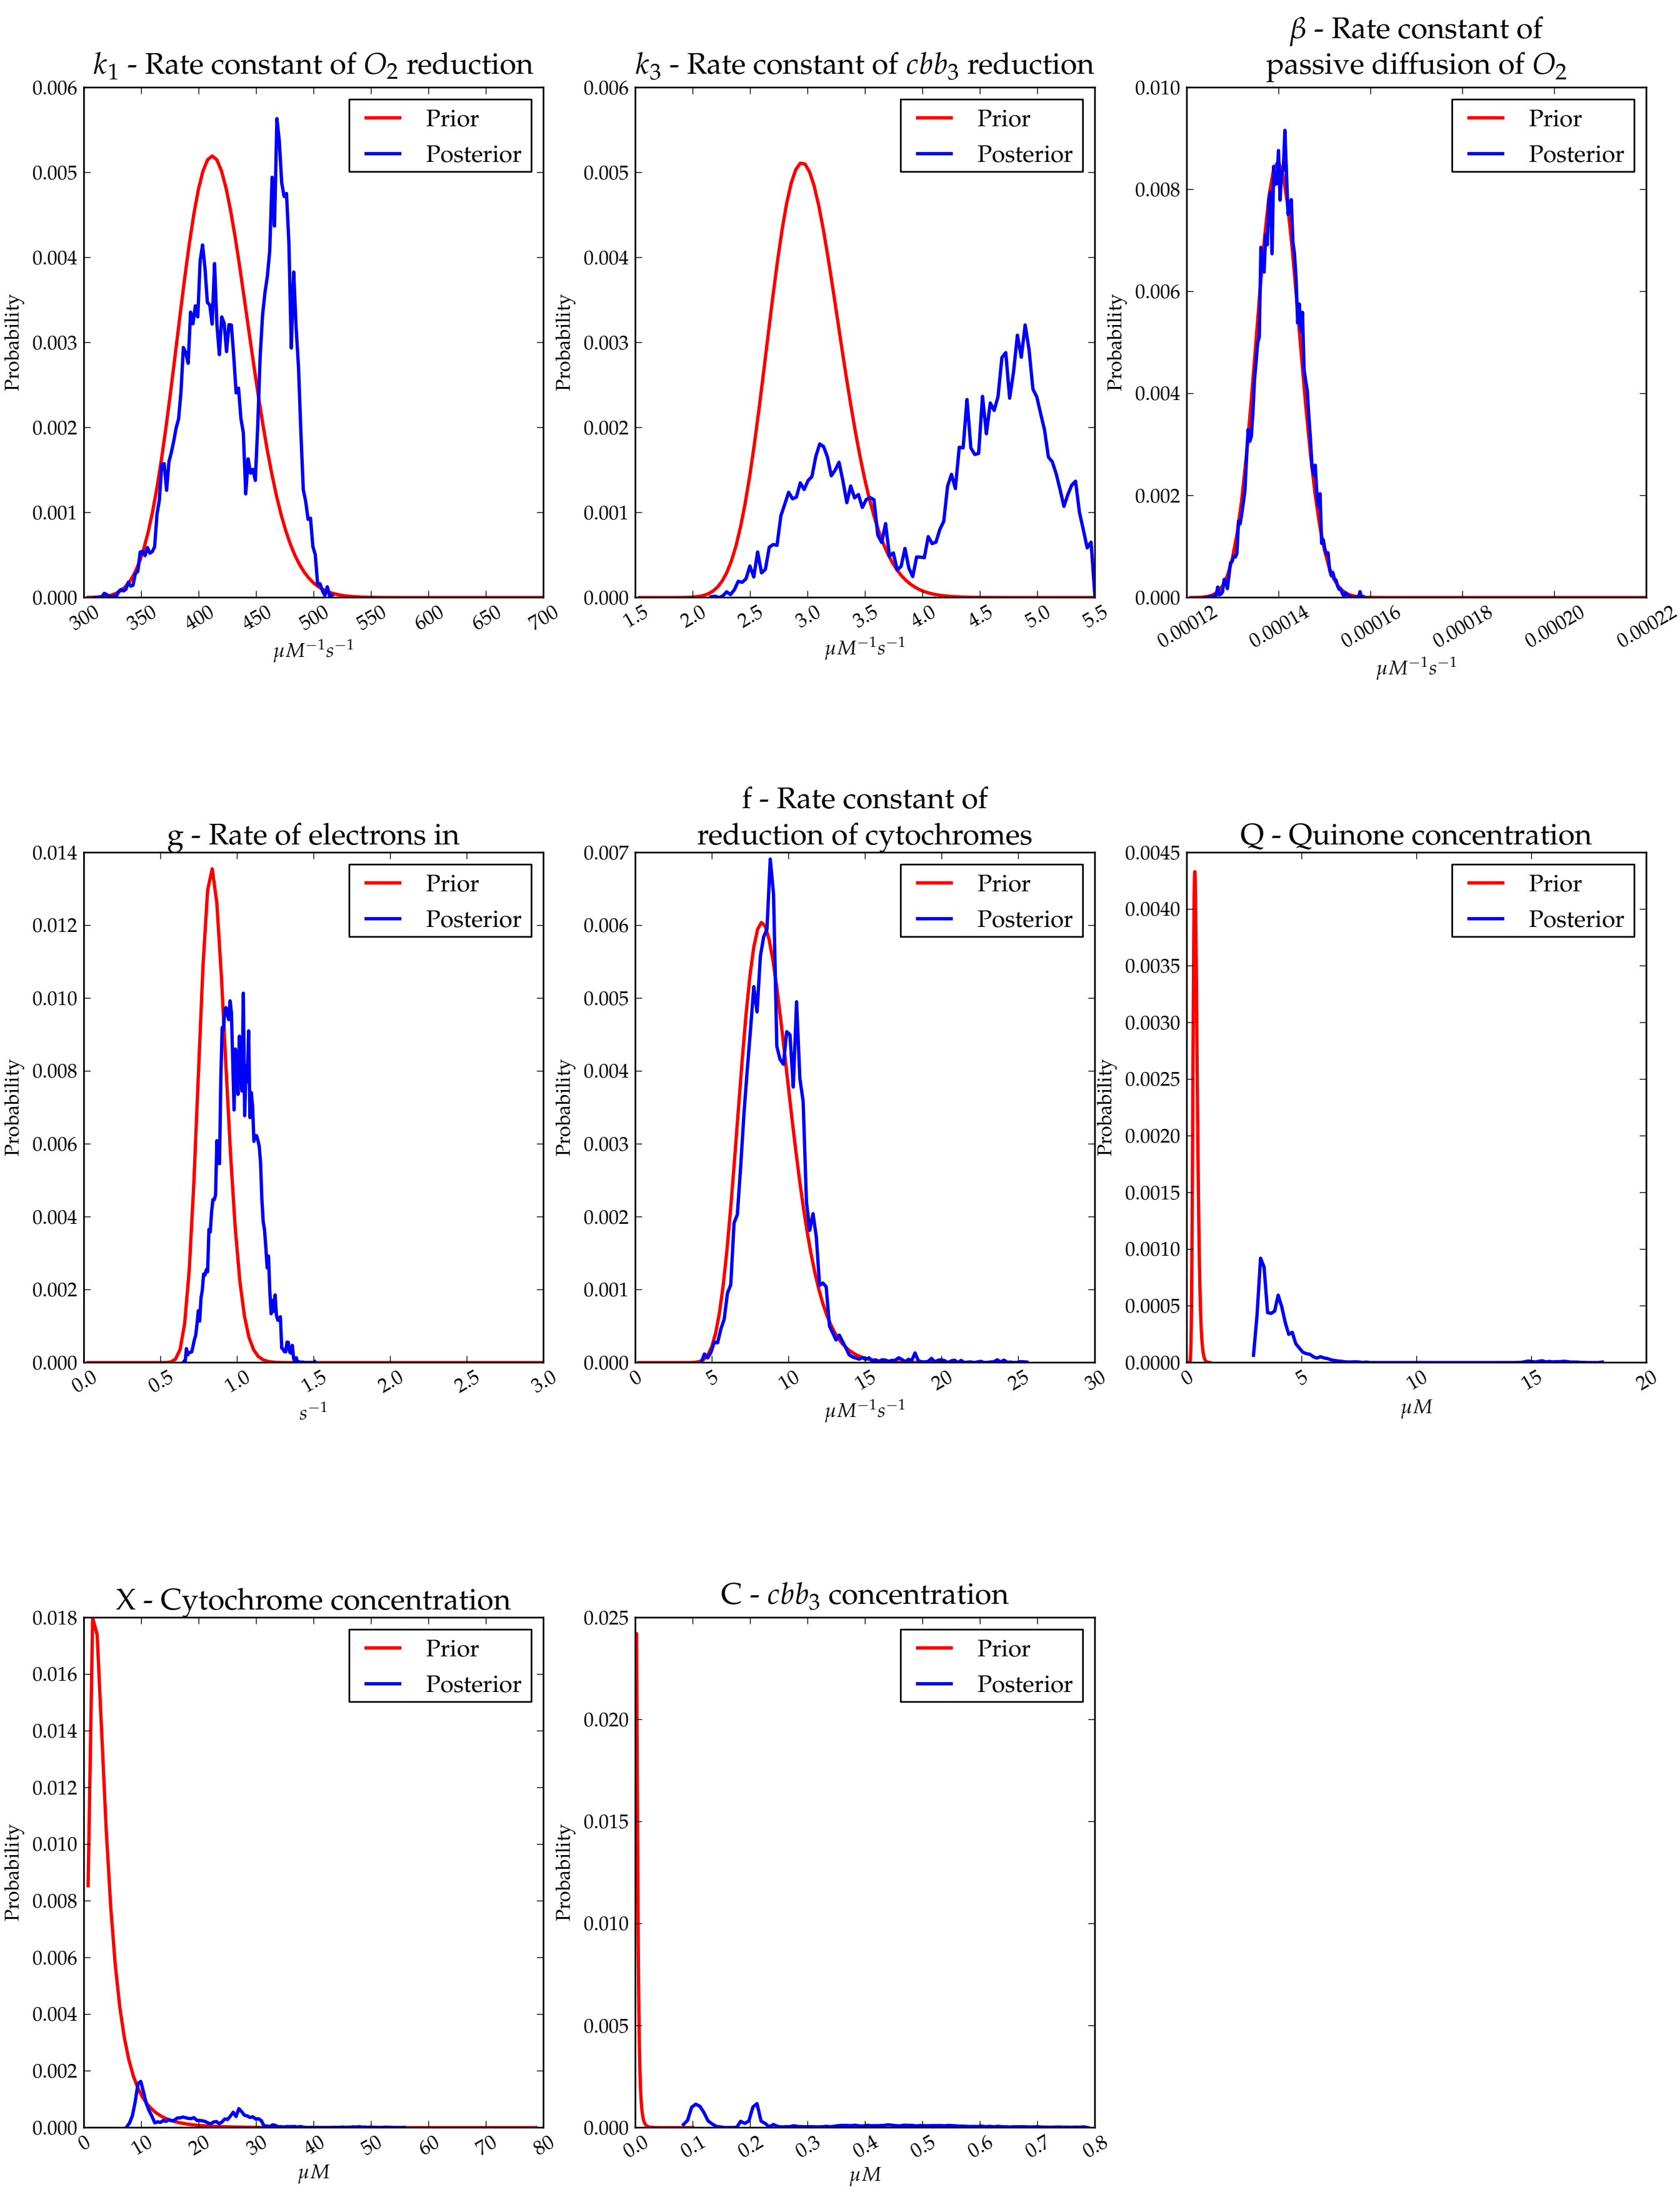 k₁ - Rate constant of O₂ reduction
0.006
0.005
0.004
0.003
0.002
0.001
0.000
Probability
Prior
Posterior
300 350 400 450 500 550 600 650 700
μM⁻¹s⁻¹
k₃ - Rate constant of cbb₃ reduction
0.006
0.005
0.004
0.003
0.002
0.001
0.000
Probability
Prior
Posterior
1.5 2.0 2.5 3.0 3.5 4.0 4.5 5.0 5.5
μM⁻¹s⁻¹
β - Rate constant of
passive diffusion of O₂
0.010
0.008
0.006
0.004
0.002
0.000
Probability
Prior
Posterior
0.00012 0.00014 0.00016 0.00018 0.00020 0.00022
μM⁻¹s⁻¹
g - Rate of electrons in
0.014
0.012
0.010
0.008
0.006
0.004
0.002
0.000
Probability
Prior
Posterior
0.0 0.5 1.0 1.5 2.0 2.5 3.0
s⁻¹
f - Rate constant of
reduction of cytochromes
0.007
0.006
0.005
0.004
0.003
0.002
0.001
0.000
Probability
Prior
Posterior
0 5 10 15 20 25 30
μM⁻¹s⁻¹
Q - Quinone concentration
0.0045
0.0040
0.0035
0.0030
0.0025
0.0020
0.0015
0.0010
0.0005
0.0000
Probability
Prior
Posterior
0 5 10 15 20
μM
X - Cytochrome concentration
0.018
0.016
0.014
0.012
0.010
0.008
0.006
0.004
0.002
0.000
Probability
Prior
Posterior
0 10 20 30 40 50 60 70 80
μM
C - cbb₃ concentration
0.025
0.020
0.015
0.010
0.005
0.000
Probability
Prior
Posterior
0.0 0.1 0.2 0.3 0.4 0.5 0.6 0.7 0.8
μM